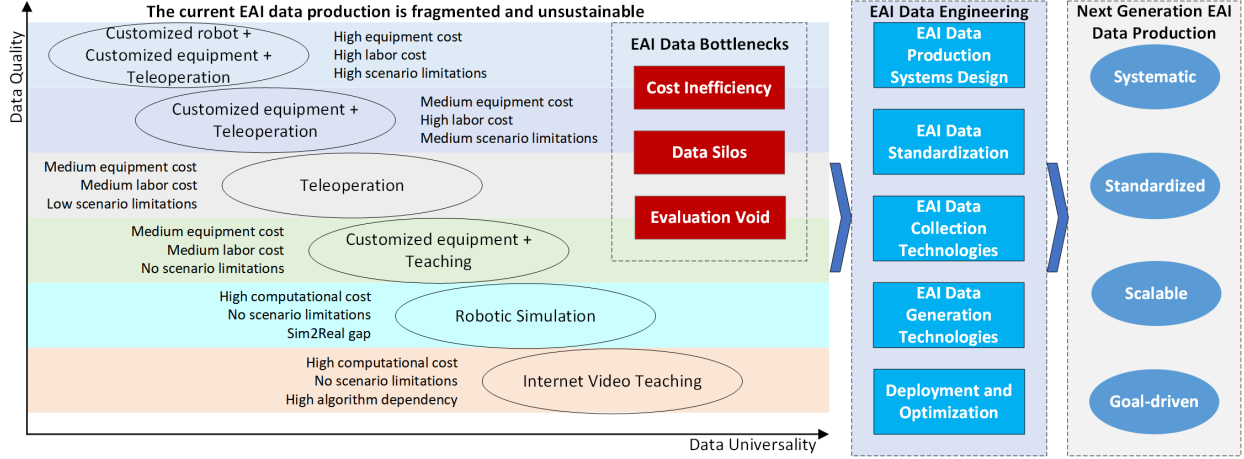 The current EAI data production is fragmented and unsustainable
Data Quality
Customized robot +
Customized equipment +
Teleoperation
High equipment cost
High labor cost
High scenario limitations
Customized equipment +
Teleoperation
Medium equipment cost
High labor cost
Medium scenario limitations
Medium equipment cost
Medium labor cost
Low scenario limitations
Teleoperation
Medium equipment cost
Medium labor cost
No scenario limitations
Customized equipment +
Teaching
High computational cost
No scenario limitations
Sim2Real gap
Robotic Simulation
High computational cost
No scenario limitations
High algorithm dependency
Internet Video Teaching
Data Universality
EAI Data Bottlenecks
Cost Inefficiency
Data Silos
Evaluation Void
EAI Data Engineering
EAI Data
Production
Systems Design
EAI Data
Standardization
EAI Data
Collection
Technologies
EAI Data
Generation
Technologies
Deployment and
Optimization
Next Generation EAI
Data Production
Systematic
Standardized
Scalable
Goal-driven